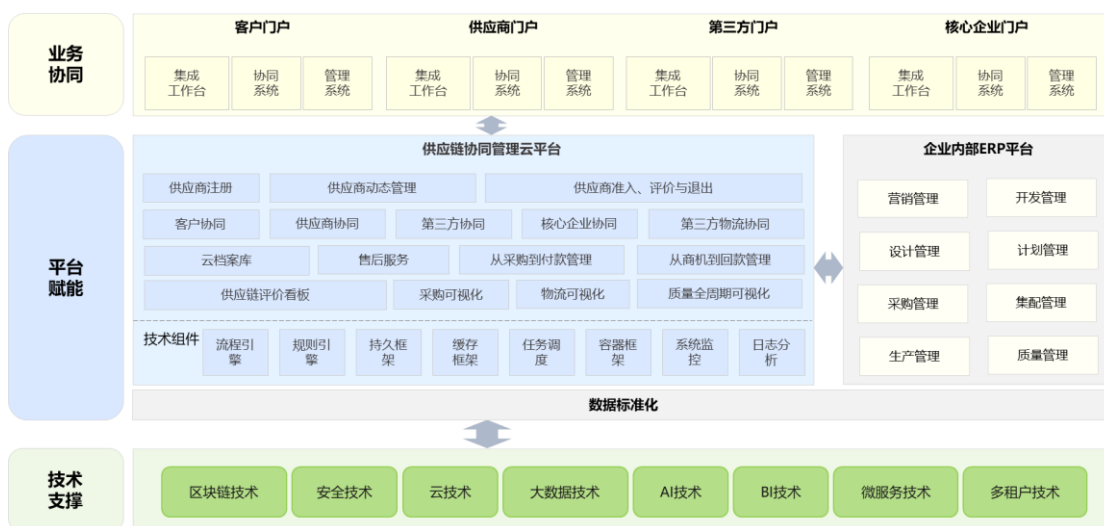 业务
协同
客户门户
供应商门户
第三方门户
核心企业门户
集成
工作台
协同
系统
管理
系统
集成
工作台
协同
系统
管理
系统
集成
工作台
协同
系统
管理
系统
集成
工作台
协同
系统
管理
系统
平台
赋能
供应链协同管理云平台
供应商注册
供应商动态管理
供应商准入、评价与退出
客户协同
供应商协同
第三方协同
核心企业协同
第三方物流协同
云档案库
售后服务
从采购到付款管理
从商机到回款管理
供应链评价看板
采购可视化
物流可视化
质量全周期可视化
技术组件
流程引
擎
规则引
擎
持久框
架
缓存
框架
任务调
度
容器框
架
系统监
控
日志分
析
企业内部ERP平台
营销管理
开发管理
设计管理
计划管理
采购管理
集配管理
生产管理
质量管理
数据标准化
技术
支撑
区块链技术
安全技术
云技术
大数据技术
AI技术
BI技术
微服务技术
多租户技术